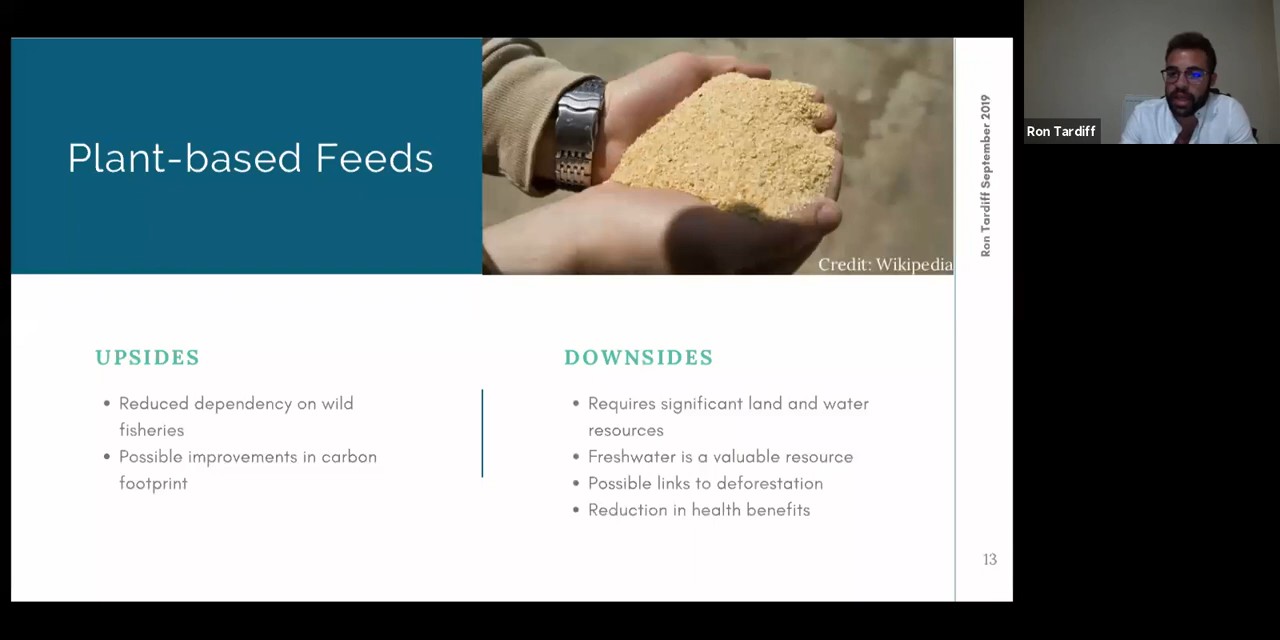 Plant-based Feeds
Credit: Wikipedia
Ron Tardiff September 2019
Ron Tardiff
UPSIDES
• Reduced dependency on wild
fisheries
• Possible improvements in carbon
footprint
DOWNSIDES
• Requires significant land and water
resources
• Freshwater is a valuable resource
• Possible links to deforestation
• Reduction in health benefits
13